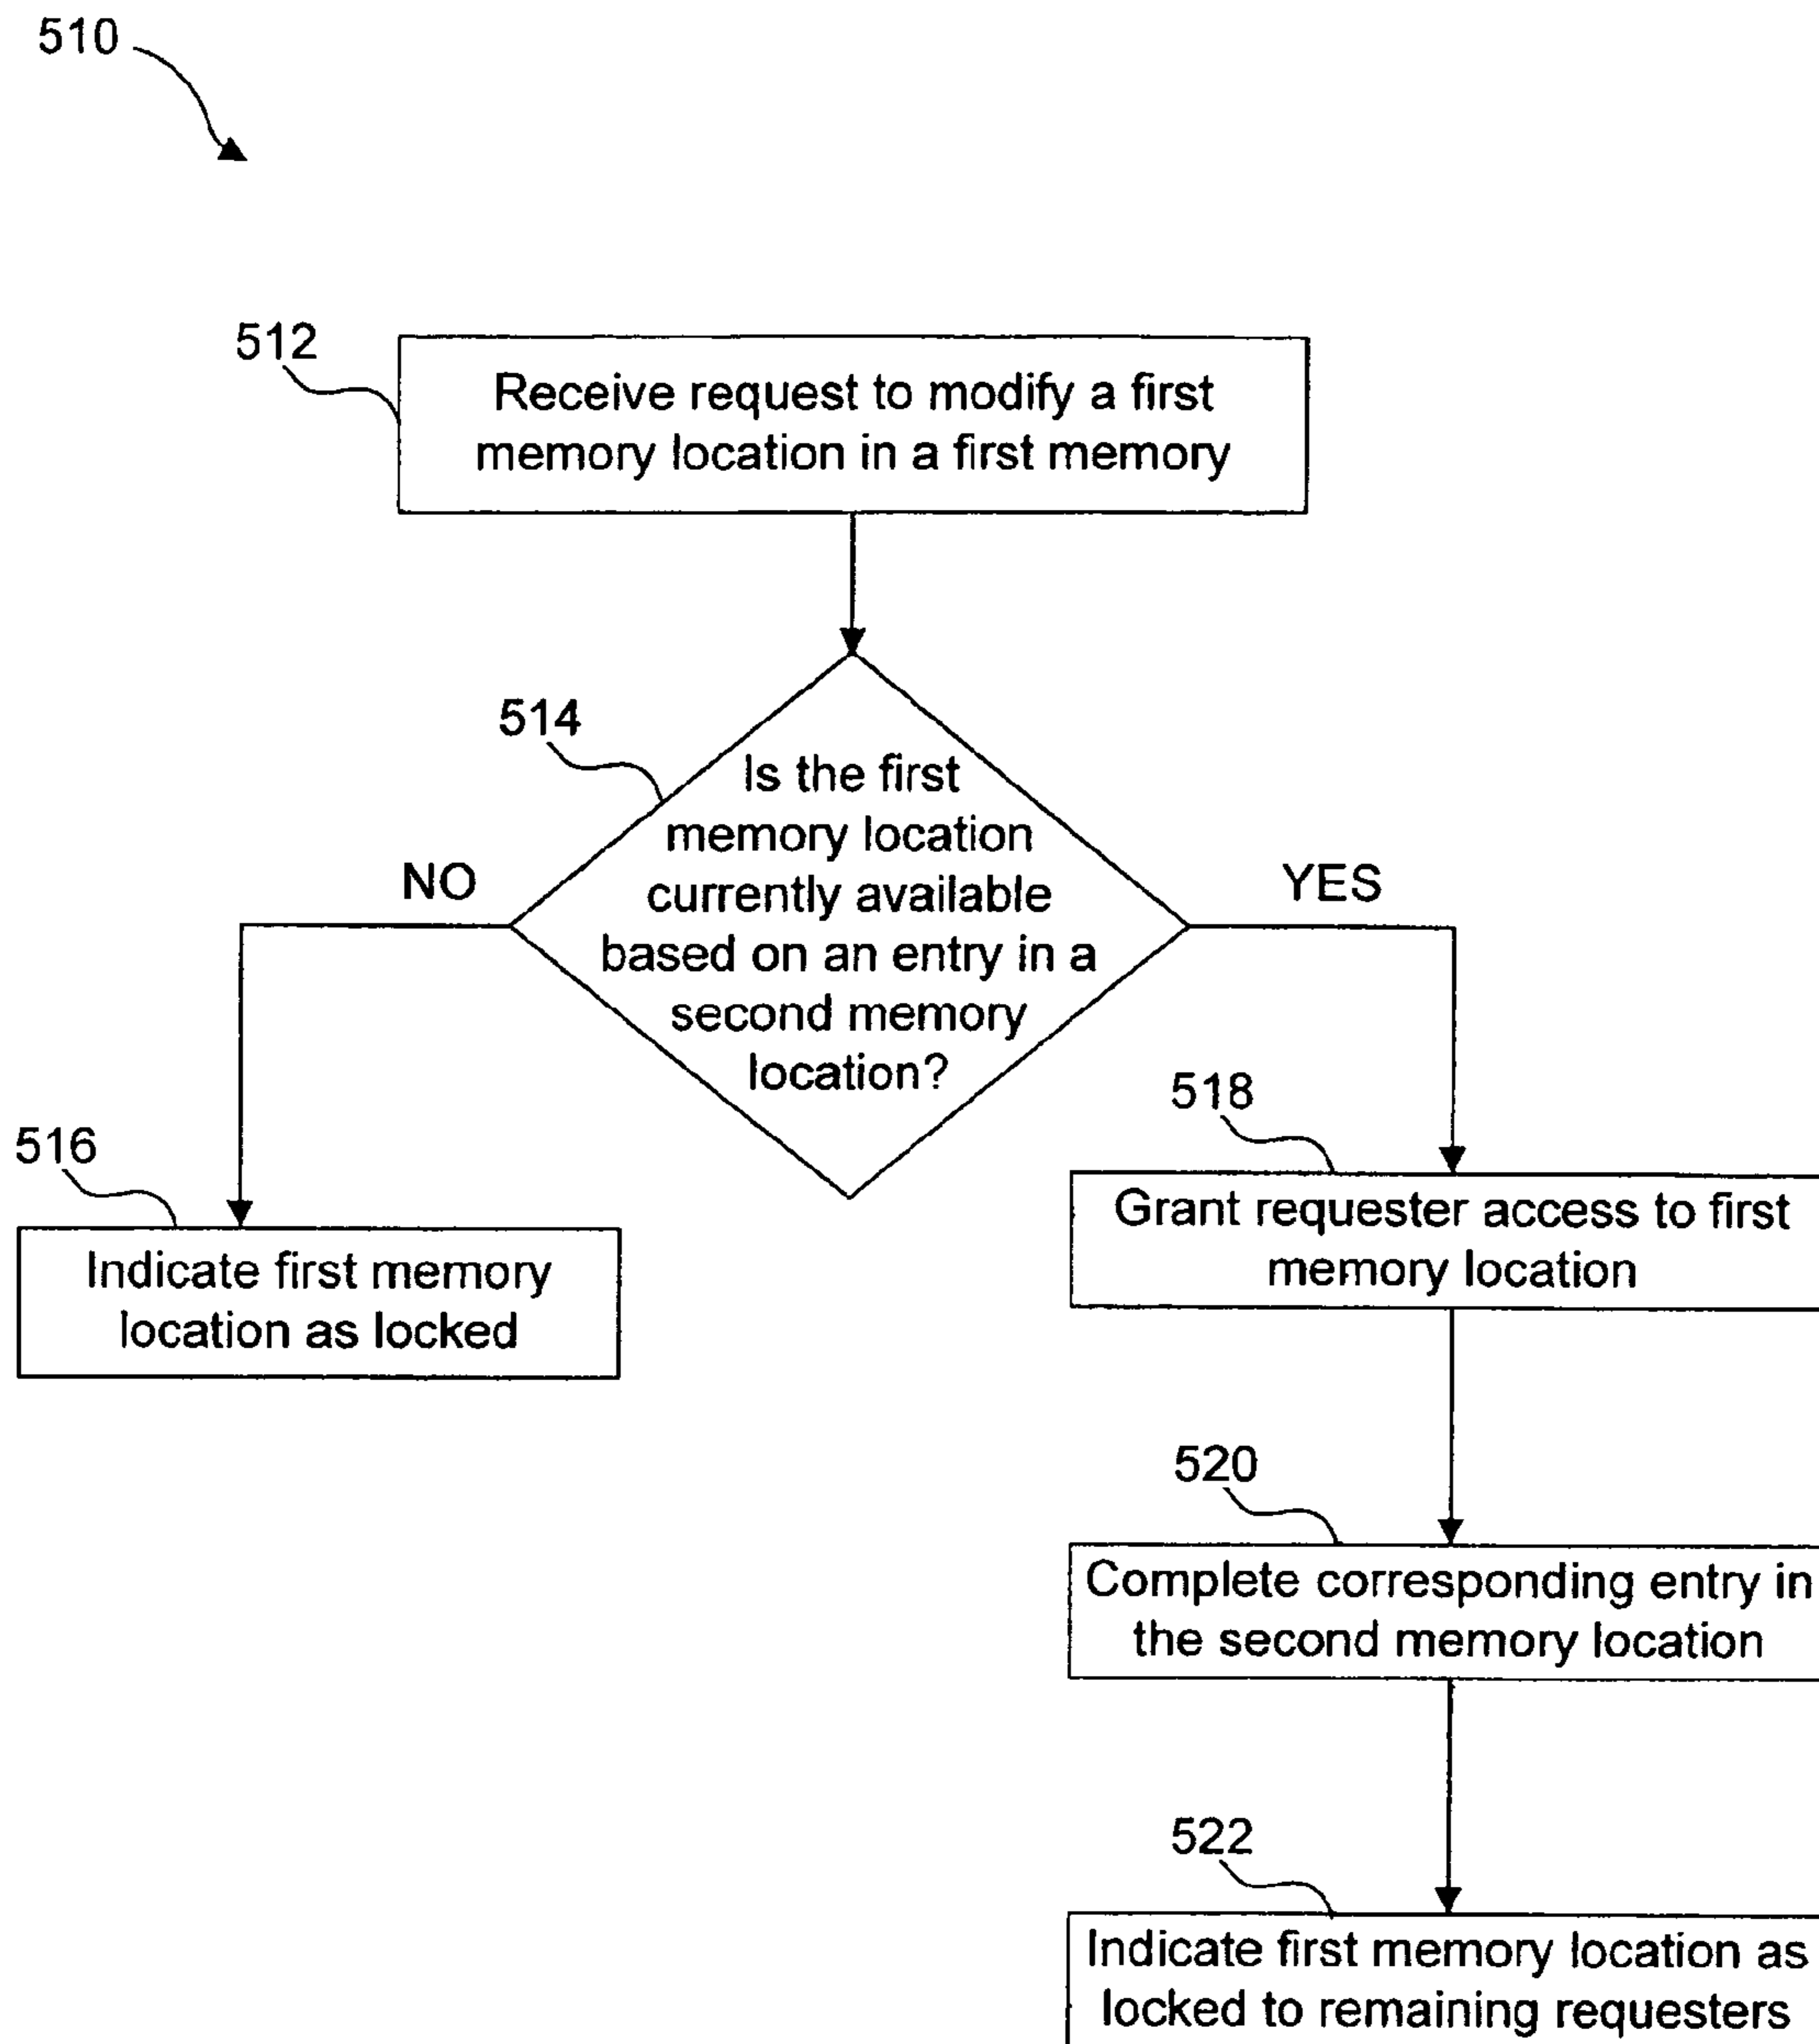 510
512
Receive request to modify a first
memory location in a first memory
514
Is the first
memory location
currently available
based on an entry in a
second memory
location?
NO
YES
516
Indicate first memory
location as locked
518
Grant requester access to first
memory location
520
Complete corresponding entry in
the second memory location
522
Indicate first memory location as
locked to remaining requesters